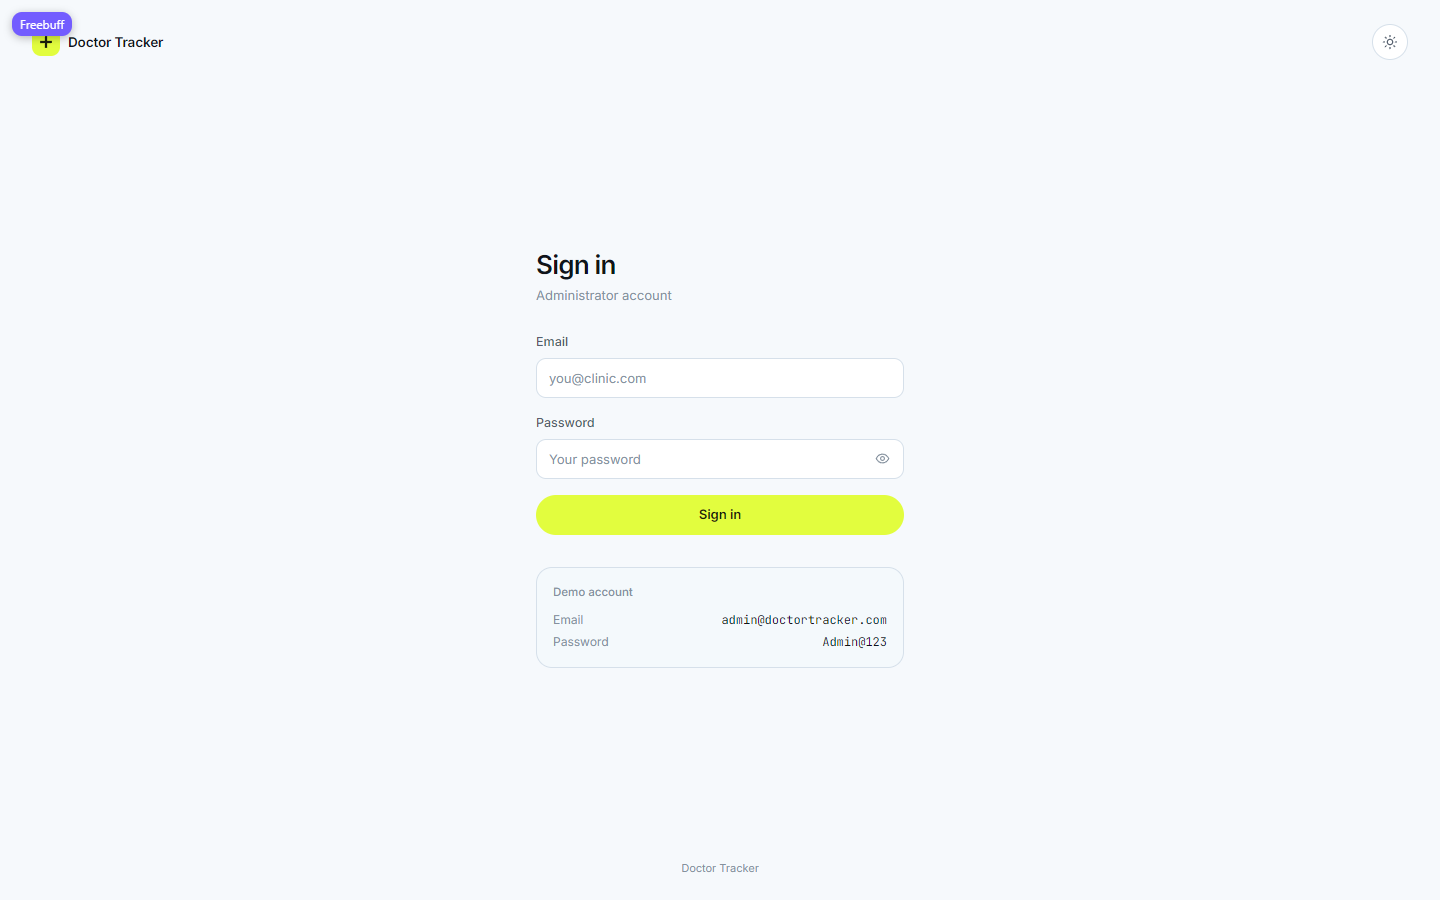 Freebuff
Doctor Tracker
Sign in
Administrator account
Email
you@clinic.com
Password
Your password
Sign in
Demo account
Email admin@doctortracker.com
Password Admin@123
Doctor Tracker